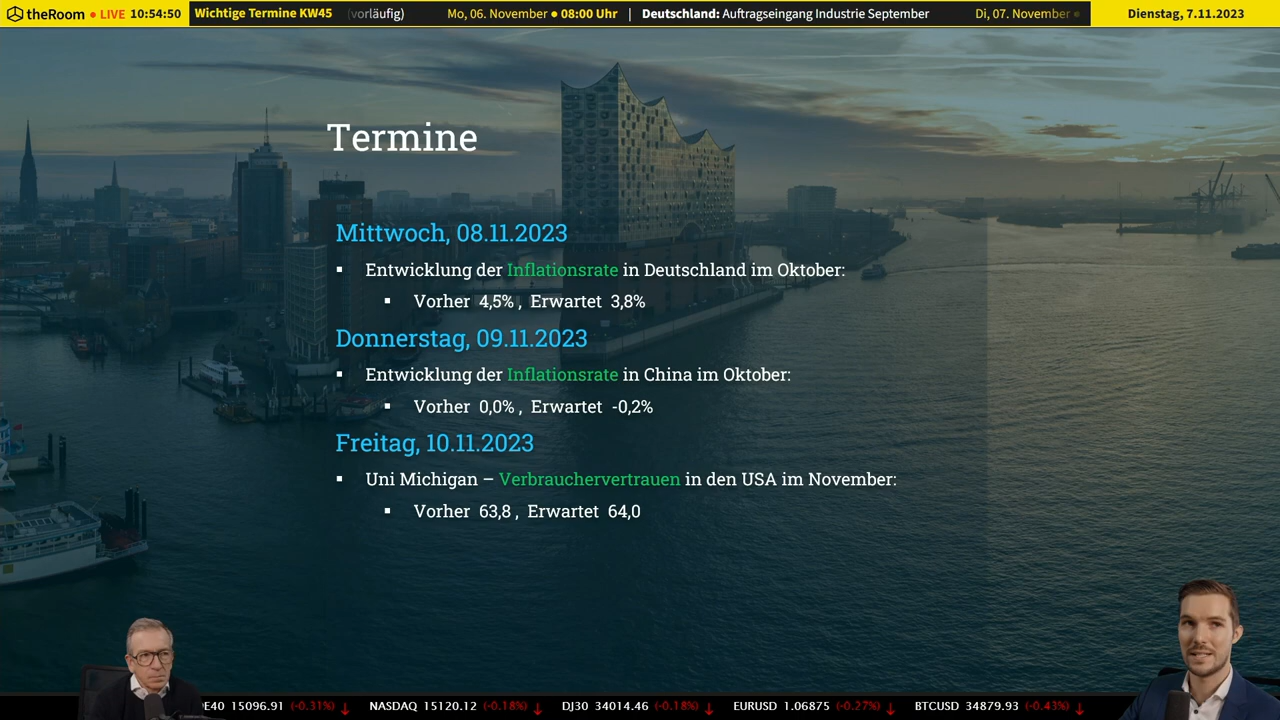 theRoom ● LIVE 10:54:50 Wichtige Termine KW45 (vorläufig) Mo, 06. November ● 08:00 Uhr | Deutschland: Auftragseingang Industrie September Di, 07. November Dienstag, 7.11.2023
Termine
Mittwoch, 08.11.2023
▪ Entwicklung der Inflationsrate in Deutschland im Oktober:
▪ Vorher 4,5% , Erwartet 3,8%
Donnerstag, 09.11.2023
▪ Entwicklung der Inflationsrate in China im Oktober:
▪ Vorher 0,0% , Erwartet -0,2%
Freitag, 10.11.2023
▪ Uni Michigan – Verbrauchervertrauen in den USA im November:
▪ Vorher 63,8 , Erwartet 64,0
E40 15096.91 (-0.31%) ↓ NASDAQ 15120.12 (-0.18%) ↓ DJ30 34014.46 (-0.18%) ↓ EURUSD 1.06875 (-0.27%) ↓ BTCUSD 34879.93 (-0.43%) ↓